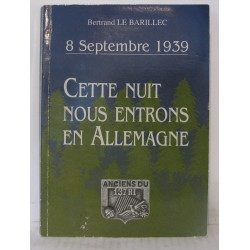 Bertrand LE BARILLEC
8 Septembre 1939
CETTE NUIT
NOUS ENTRONS
EN ALLEMAGNE
ANCIENS DU